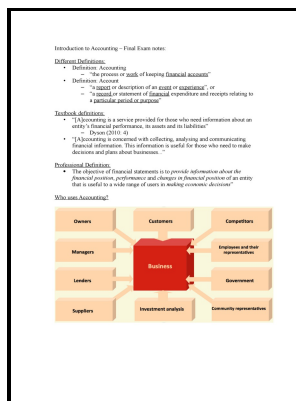 Introduction to Accounting – Final Exam notes:
Different Definitions:
• Definition: Accounting
– "the process or work of keeping financial accounts"
• Definition: Account
– "a report or description of an event or experience", or
– "a record or statement of financial expenditure and receipts relating to
a particular period or purpose"
Textbook definitions:
• "[A]ccounting is a service provided for those who need information about an
entity's financial performance, its assets and its liabilities"
– Dyson (2010: 4)
• "[A]ccounting is concerned with collecting, analysing and communicating
financial information. This information is useful for those who need to make
decisions and plans about businesses..."
Professional Definition:
▪ The objective of financial statements is to provide information about the
financial position, performance and changes in financial position of an entity
that is useful to a wide range of users in making economic decisions"
Who uses Accounting?
Owners
Customers
Competitors
Managers
Employees and their
representatives
Business
Lenders
Government
Suppliers
Investment analysis
Community representatives